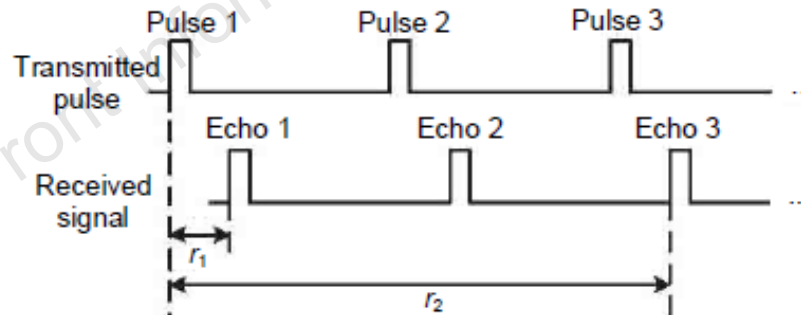 Pulse 1 Pulse 2 Pulse 3
Transmitted
pulse
Echo 1 Echo 2 Echo 3
Received
signal
r1
r2